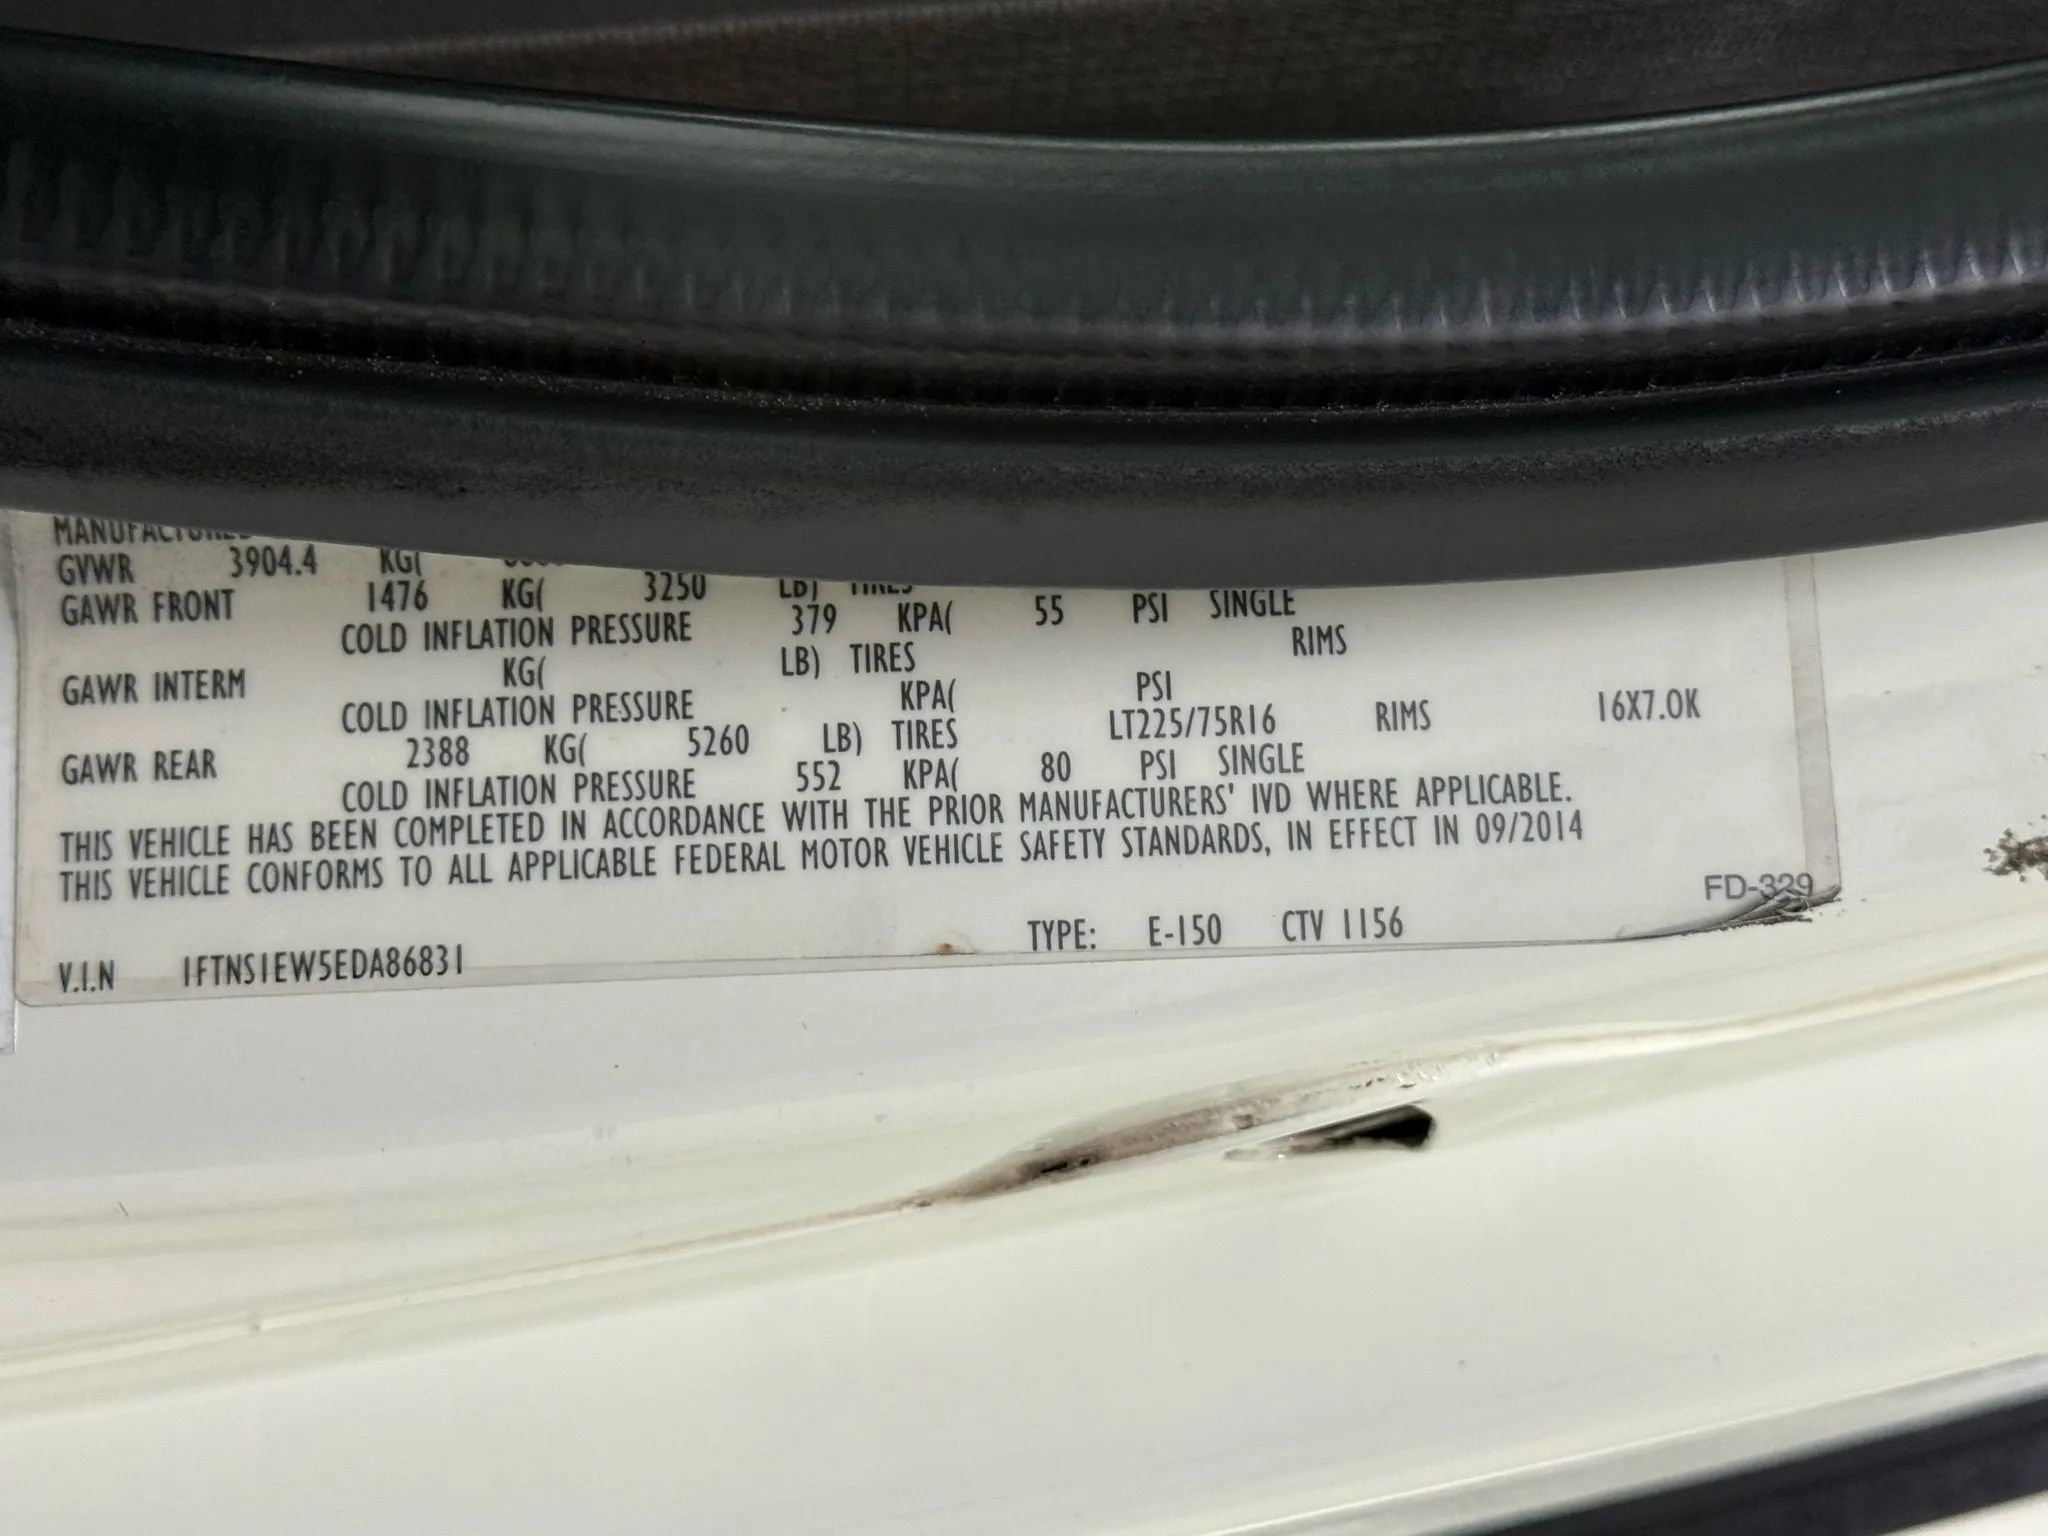 MANUFACTURED
GVWR 3904.4 KG(
GAWR FRONT 1476 KG( 3250 LB) TIRES
COLD INFLATION PRESSURE 379 KPA( 55 PSI SINGLE
GAWR INTERM KG( LB) TIRES RIMS
COLD INFLATION PRESSURE KPA( PSI
GAWR REAR 2388 KG( 5260 LB) TIRES LT225/75R16 RIMS 16X7.0K
COLD INFLATION PRESSURE 552 KPA( 80 PSI SINGLE
THIS VEHICLE HAS BEEN COMPLETED IN ACCORDANCE WITH THE PRIOR MANUFACTURERS' IVD WHERE APPLICABLE.
THIS VEHICLE CONFORMS TO ALL APPLICABLE FEDERAL MOTOR VEHICLE SAFETY STANDARDS, IN EFFECT IN 09/2014
FD-329
V.I.N 1FTNS1EW5EDA86831 TYPE: E-150 CTV 1156